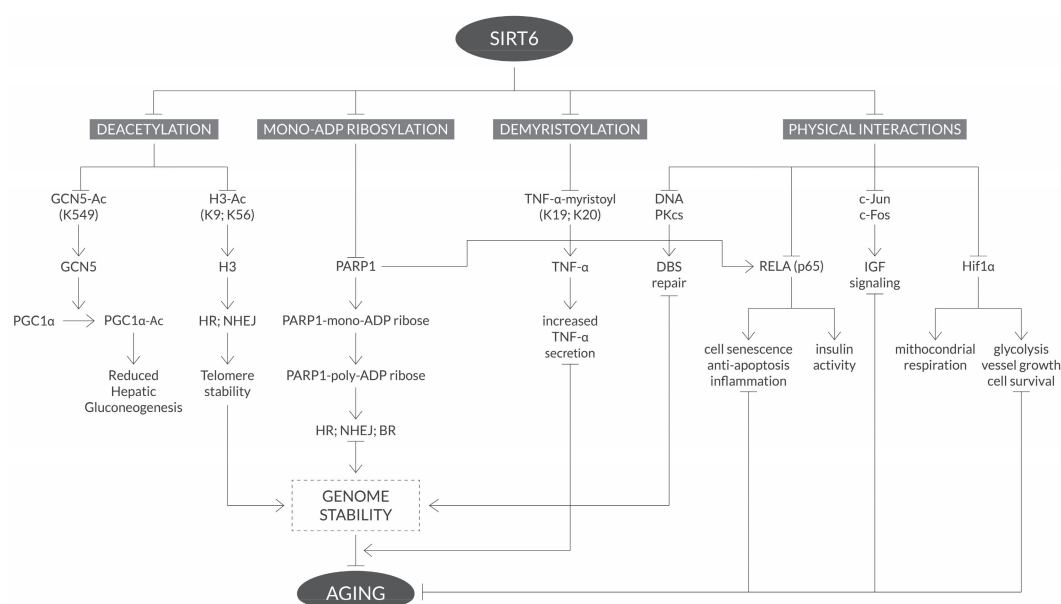 SIRT6
DEACETYLATION
MONO-ADP RIBOSYLATION
DEMYRISTOYLATION
PHYSICAL INTERACTIONS
GCN5-Ac
(K549)
H3-Ac
(K9; K56)
TNF-α-myristoyl
(K19; K20)
DNA
PKcs
c-Jun
c-Fos
GCN5
H3
PARP1
TNF-α
DBS
repair
RELA (p65)
IGF
signaling
Hif1α
PGC1α
PGC1α-Ac
HR; NHEJ
PARP1-mono-ADP ribose
increased
TNF-α
secretion
cell senescence
anti-apoptosis
inflammation
insulin
activity
mithocondrial
respiration
glycolysis
vessel growth
cell survival
Reduced
Hepatic
Gluconeogenesis
Telomere
stability
PARP1-poly-ADP ribose
HR; NHEJ; BR
GENOME
STABILITY
AGING